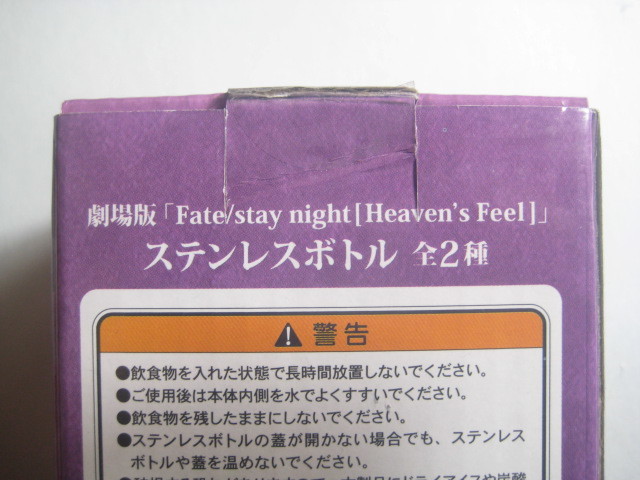 劇場版「Fate/stay night[Heaven's Feel]」
ステンレスボトル 全2種
警告
●飲食物を入れた状態で長時間放置しないでください。
●ご使用後は本体内側を水でよくすすいでください。
●飲食物を残したままにしないでください。
●ステンレスボトルの蓋が開かない場合でも、ステンレス
ボトルや蓋を温めないでください。